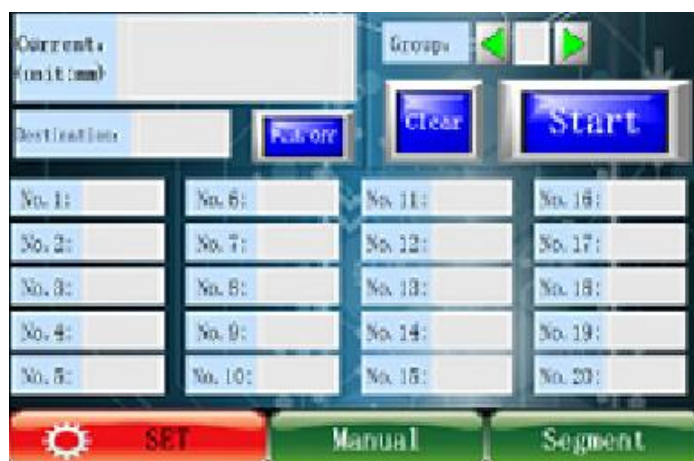 Current:
(unit:mm)
Group:
Destination:
Clear
Start
No. 1:
No. 6:
No. 11:
No. 16:
No. 2:
No. 7:
No. 12:
No. 17:
No. 3:
No. 8:
No. 13:
No. 18:
No. 4:
No. 9:
No. 14:
No. 19:
No. 5:
No. 10:
No. 15:
No. 20:
SET
Manual
Segment